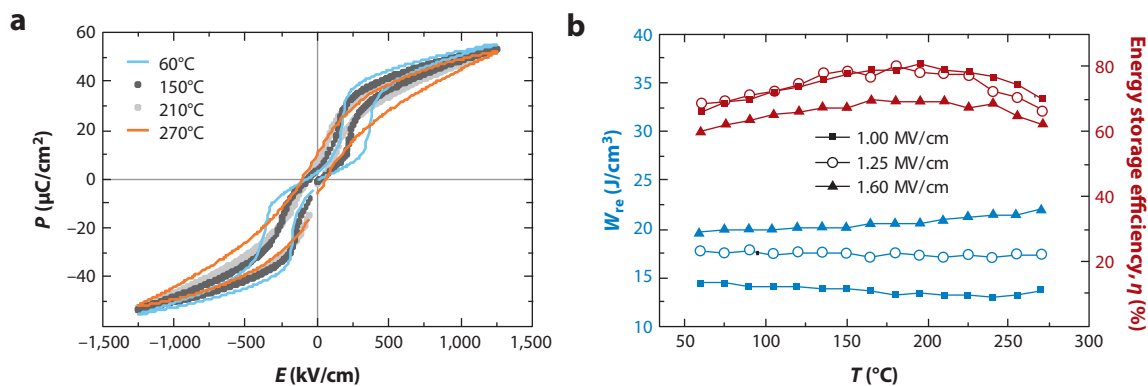 a
60
40
20
0
−20
−40
P (μC/cm²)
60°C
150°C
210°C
270°C
−1,500
−1,000
−500
0
500
1,000
1,500
E (kV/cm)
b
40
35
30
25
20
15
10
Wre (J/cm³)
1.00 MV/cm
1.25 MV/cm
1.60 MV/cm
80
60
40
20
0
Energy storage efficiency, η (%)
50
100
150
200
250
300
T (°C)